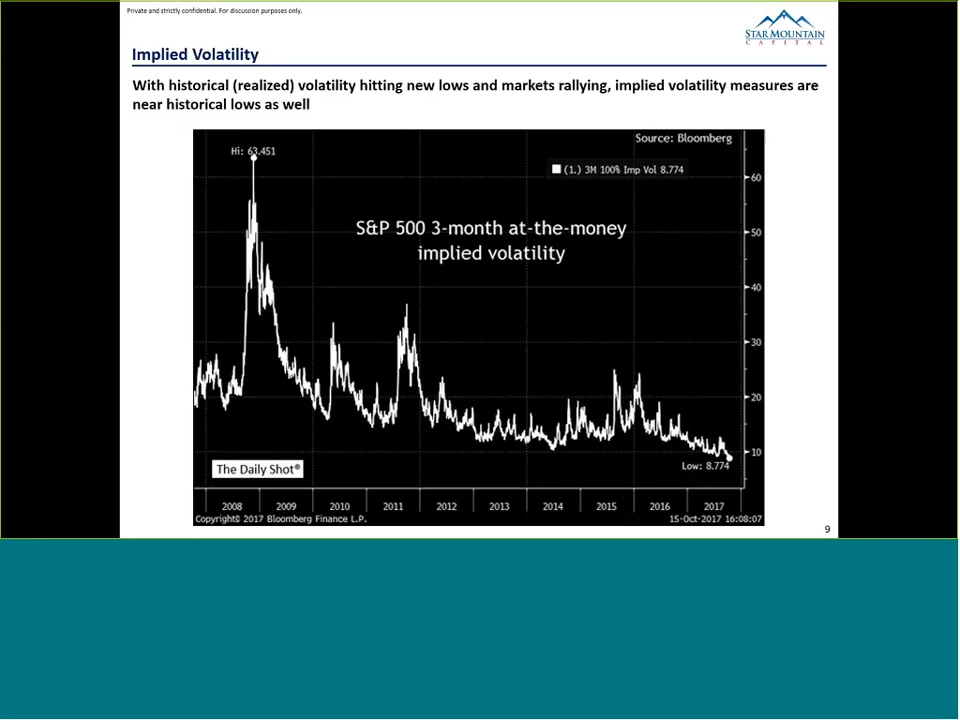 Private and strictly confidential. For discussion purposes only.
STAR MOUNTAIN
CAPITAL
Implied Volatility
With historical (realized) volatility hitting new lows and markets rallying, implied volatility measures are
near historical lows as well
Source: Bloomberg
Hi: 63.451
(1.) 3M 100% Imp Vol 8.774
60
S&P 500 3-month at-the-money
implied volatility
50
40
30
20
10
Low: 8.774
The Daily Shot®
2008 2009 2010 2011 2012 2013 2014 2015 2016 2017
Copyright© 2017 Bloomberg Finance L.P. 15-Oct-2017 16:08:07
9